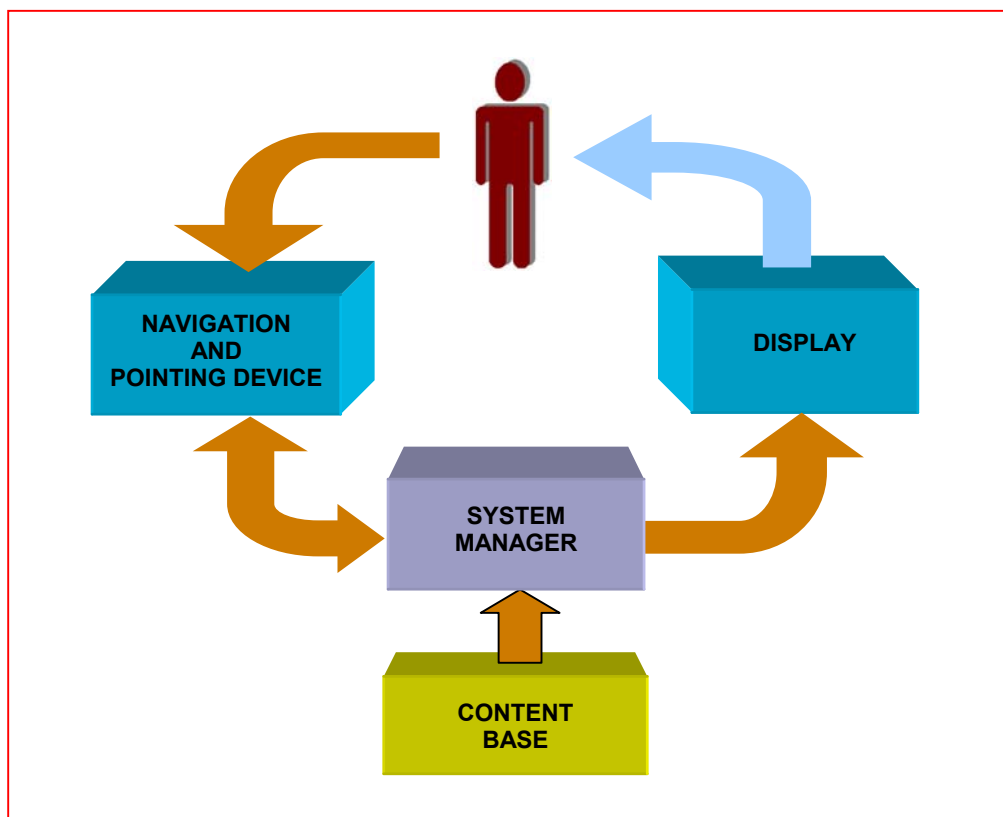 NAVIGATION
AND
POINTING DEVICE
DISPLAY
SYSTEM
MANAGER
CONTENT
BASE